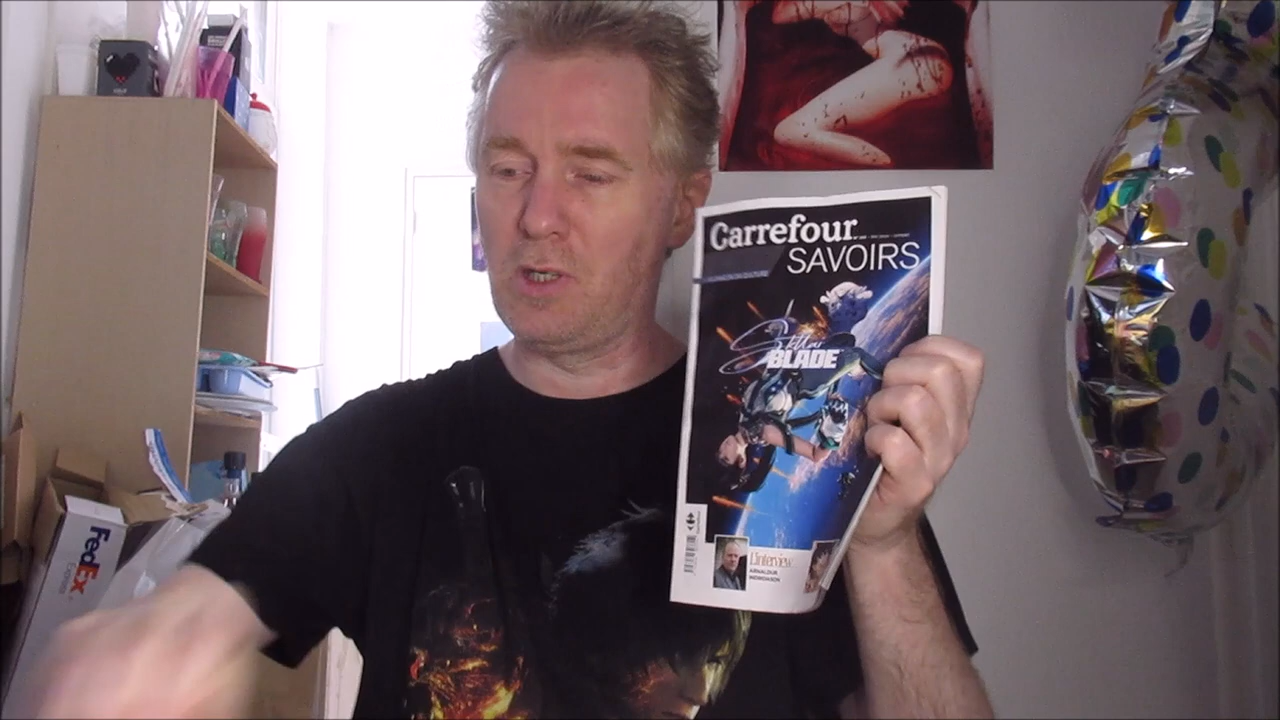 Carrefour
SAVOIRS
Stellar
BLADE
L'interview
ARNALDUR
INDRIDASON
FedEx